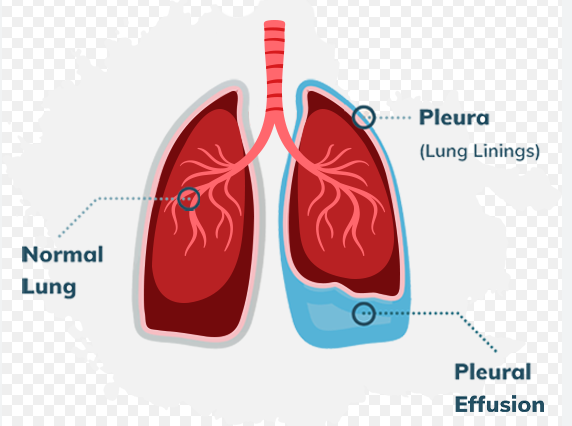 Pleura
(Lung Linings)
Normal
Lung
Pleural
Effusion